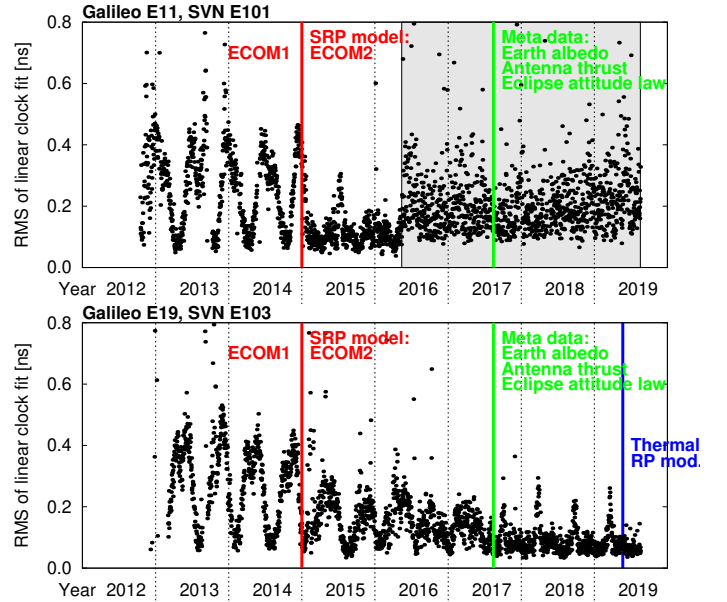 Galileo E11, SVN E101
RMS of linear clock fit [ns]
0.8
0.6
0.4
0.2
0.0
ECOM1
SRP model:
ECOM2
Meta data:
Earth albedo
Antenna thrust
Eclipse attitude law
Year 2012 2013 2014 2015 2016 2017 2018 2019
Galileo E19, SVN E103
RMS of linear clock fit [ns]
0.8
0.6
0.4
0.2
0.0
ECOM1
SRP model:
ECOM2
Meta data:
Earth albedo
Antenna thrust
Eclipse attitude law
Thermal
RP mod.
Year 2012 2013 2014 2015 2016 2017 2018 2019